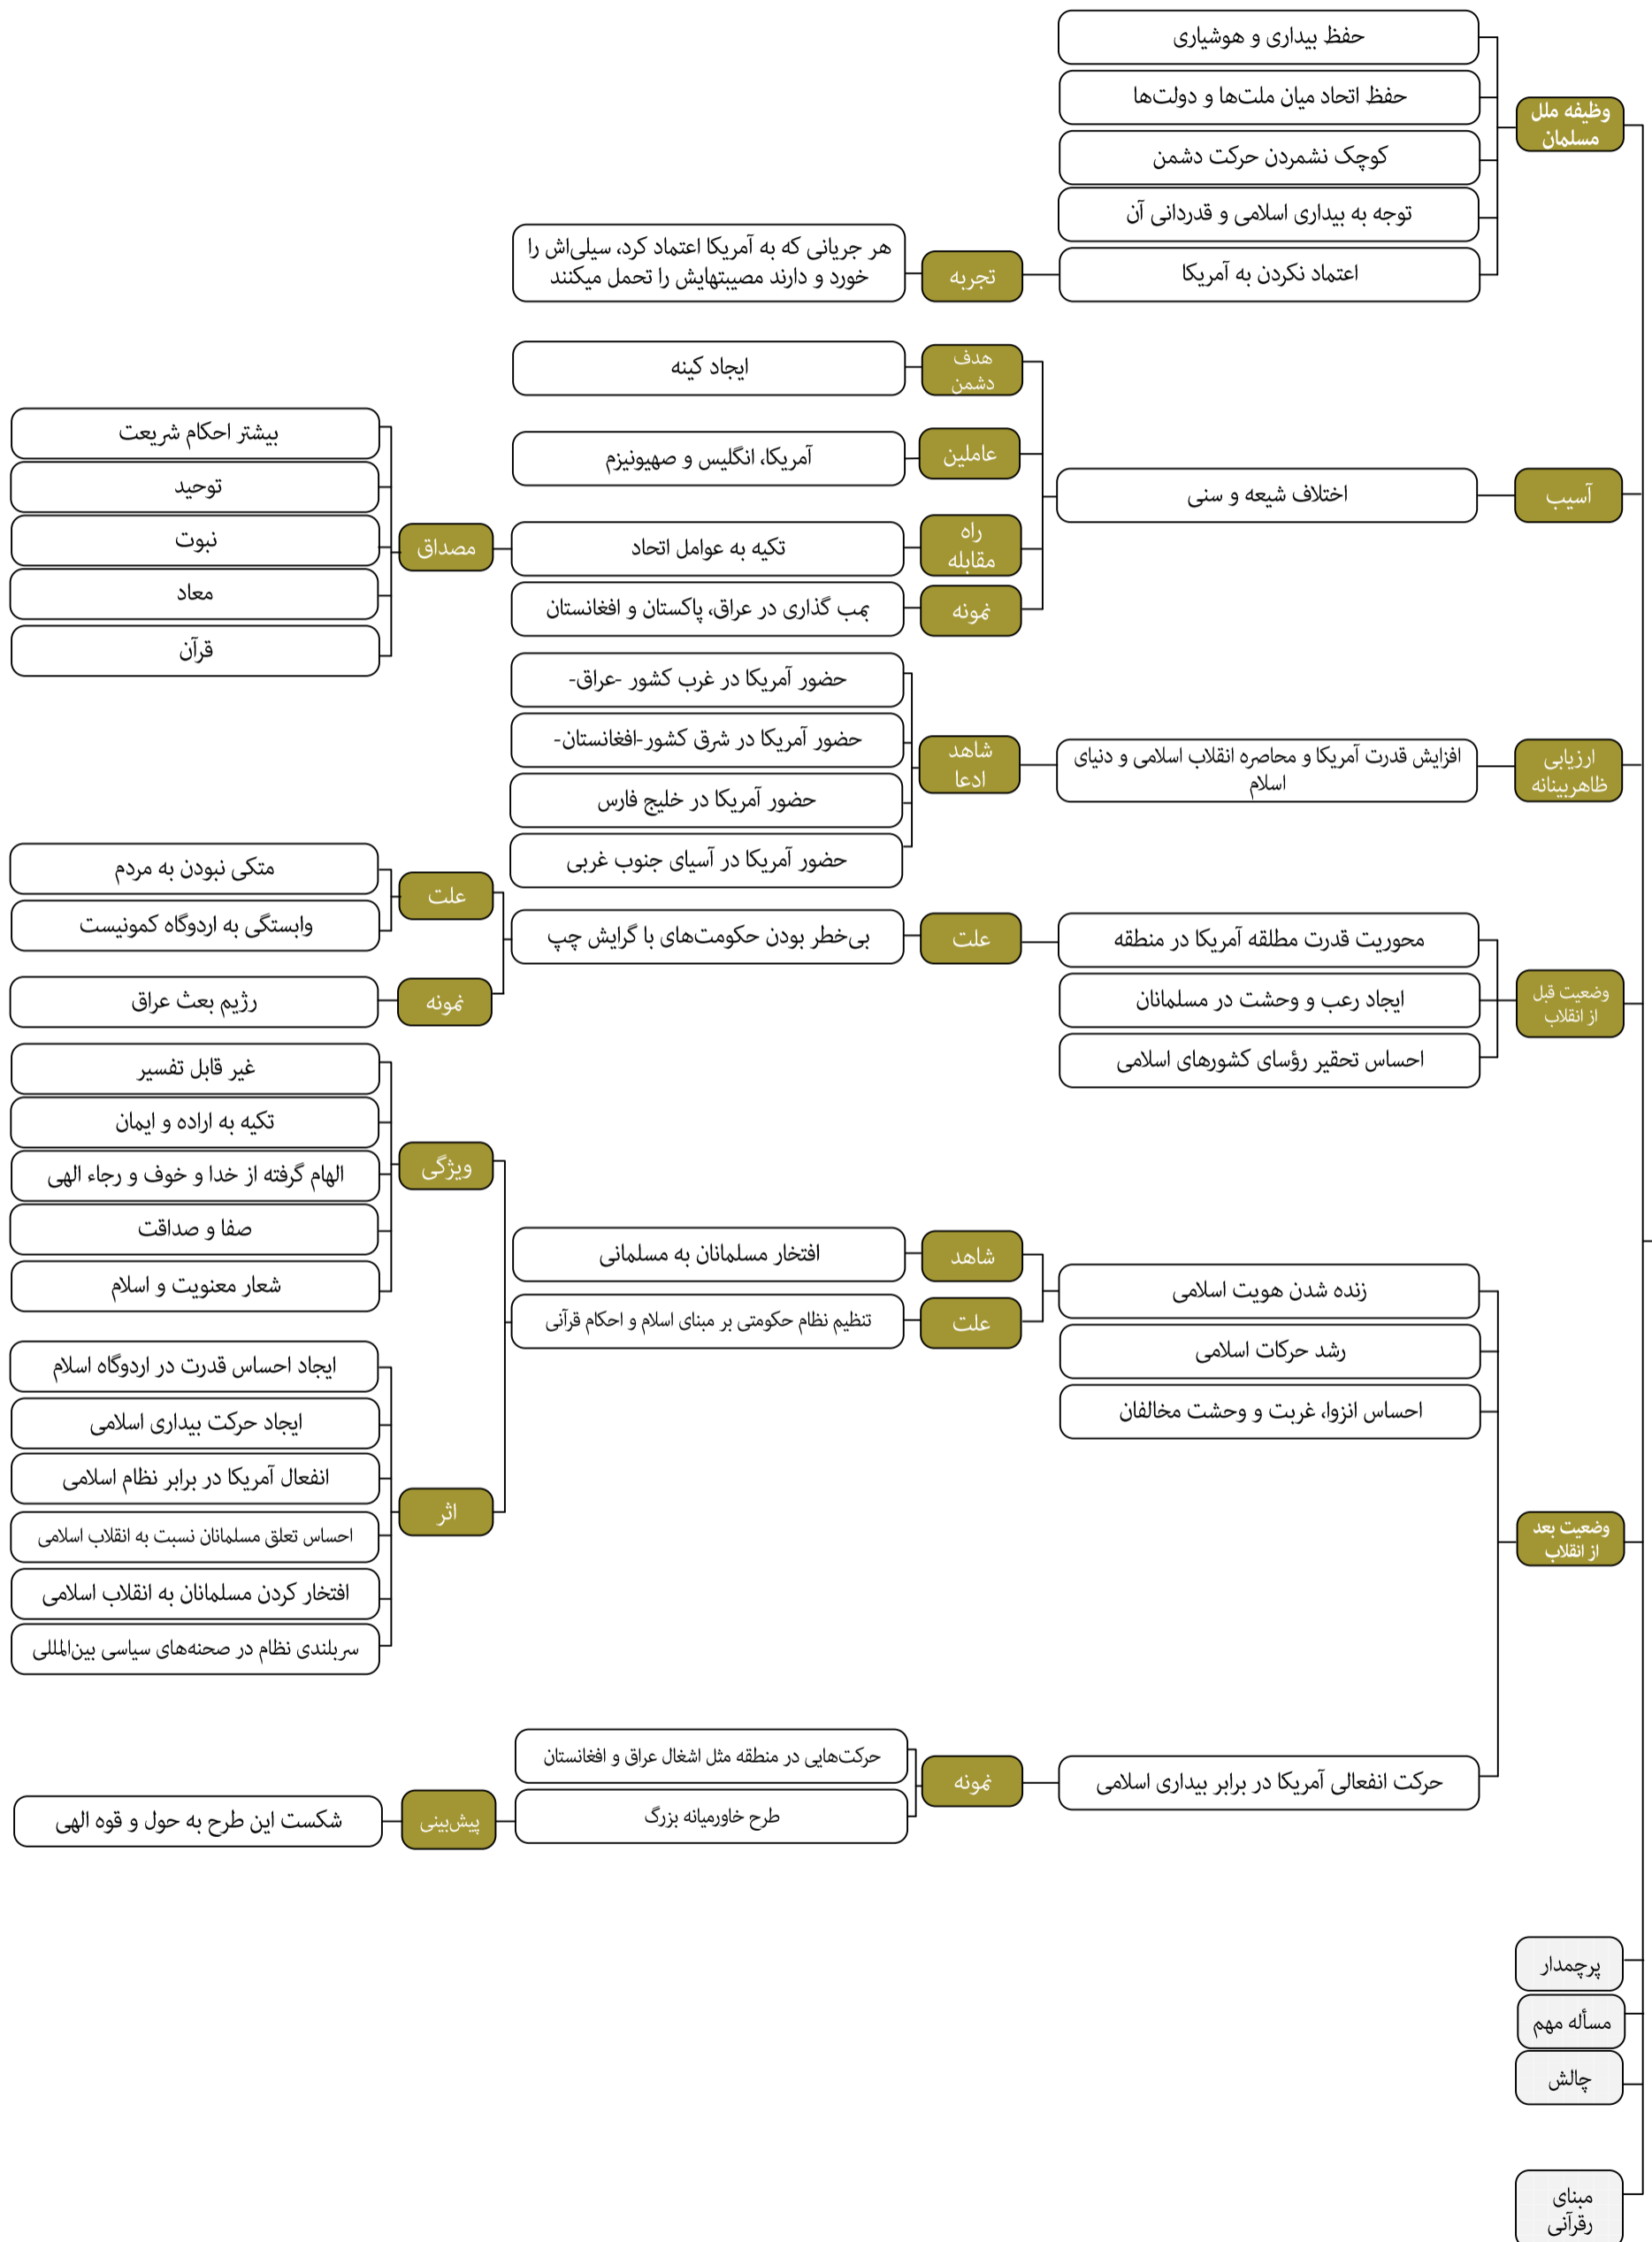 وظیفه ملل
مسلمان
حفظ بیداری و هوشیاری
حفظ اتحاد میان ملت‌ها و دولت‌ها
کوچک نشمردن حرکت دشمن
توجه به بیداری اسلامی و قدردانی آن
اعتماد نکردن به آمریکا
تجربه
هر جریانی که به آمریکا اعتماد کرد، سیلی‌اش را
خورد و دارند مصیبتهایش را تحمل میکنند
آسیب
اختلاف شیعه و سنی
هدف
دشمن
ایجاد کینه
عاملین
آمریکا، انگلیس و صهیونیزم
راه
مقابله
تکیه به عوامل اتحاد
مصداق
بیشتر احکام شریعت
توحید
نبوت
معاد
قرآن
نمونه
بمب گذاری در عراق، پاکستان و افغانستان
ارزیابی
ظاهربینانه
افزایش قدرت آمریکا و محاصره انقلاب اسلامی و دنیای
اسلام
شاهد
ادعا
حضور آمریکا در غرب کشور -عراق-
حضور آمریکا در شرق کشور-افغانستان-
حضور آمریکا در خلیج فارس
حضور آمریکا در آسیای جنوب غربی
وضعیت قبل
از انقلاب
محوریت قدرت مطلقه آمریکا در منطقه
علت
بی‌خطر بودن حکومت‌های با گرایش چپ
علت
متکی نبودن به مردم
وابستگی به اردوگاه کمونیست
نمونه
رژیم بعث عراق
ایجاد رعب و وحشت در مسلمانان
احساس تحقیر رؤسای کشورهای اسلامی
وضعیت بعد
از انقلاب
زنده شدن هویت اسلامی
شاهد
افتخار مسلمانان به مسلمانی
علت
تنظیم نظام حکومتی بر مبنای اسلام و احکام قرآنی
ویژگی
غیر قابل تفسیر
تکیه به اراده و ایمان
الهام گرفته از خدا و خوف و رجاء الهی
صفا و صداقت
شعار معنویت و اسلام
اثر
ایجاد احساس قدرت در اردوگاه اسلام
ایجاد حرکت بیداری اسلامی
انفعال آمریکا در برابر نظام اسلامی
احساس تعلق مسلمانان نسبت به انقلاب اسلامی
افتخار کردن مسلمانان به انقلاب اسلامی
سربلندی نظام در صحنه‌های سیاسی بین‌المللی
رشد حرکات اسلامی
احساس انزوا، غربت و وحشت مخالفان
حرکت انفعالی آمریکا در برابر بیداری اسلامی
نمونه
حرکت‌هایی در منطقه مثل اشغال عراق و افغانستان
طرح خاورمیانه بزرگ
پیش‌بینی
شکست این طرح به حول و قوه الهی
پرچمدار
مسأله مهم
چالش
مبنای
رقرآنی